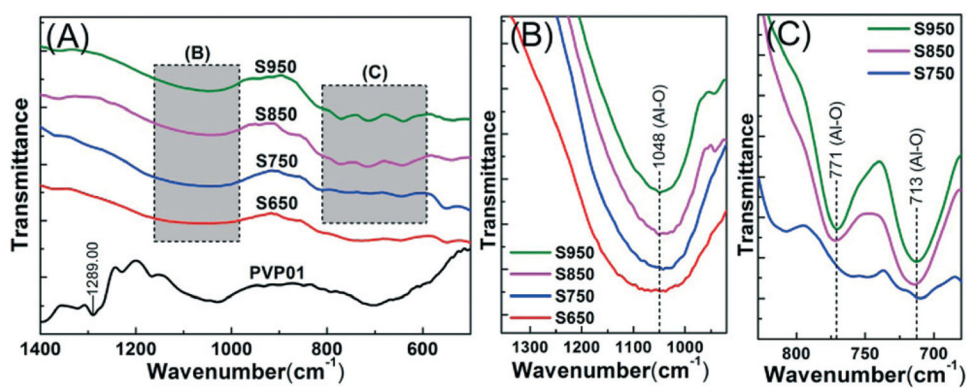 (A)
(B)
(C)
S950
S850
S750
S650
PVP01
1289.00
Transmittance
1400 1200 1000 800 600
Wavenumber(cm-1)
(B)
1048 (Al-O)
S950
S850
S750
S650
Transmittance
1300 1200 1100 1000
Wavenumber(cm-1)
(C)
S950
S850
S750
771 (Al-O)
713 (Al-O)
Transmittance
800 750 700
Wavenumber(cm-1)